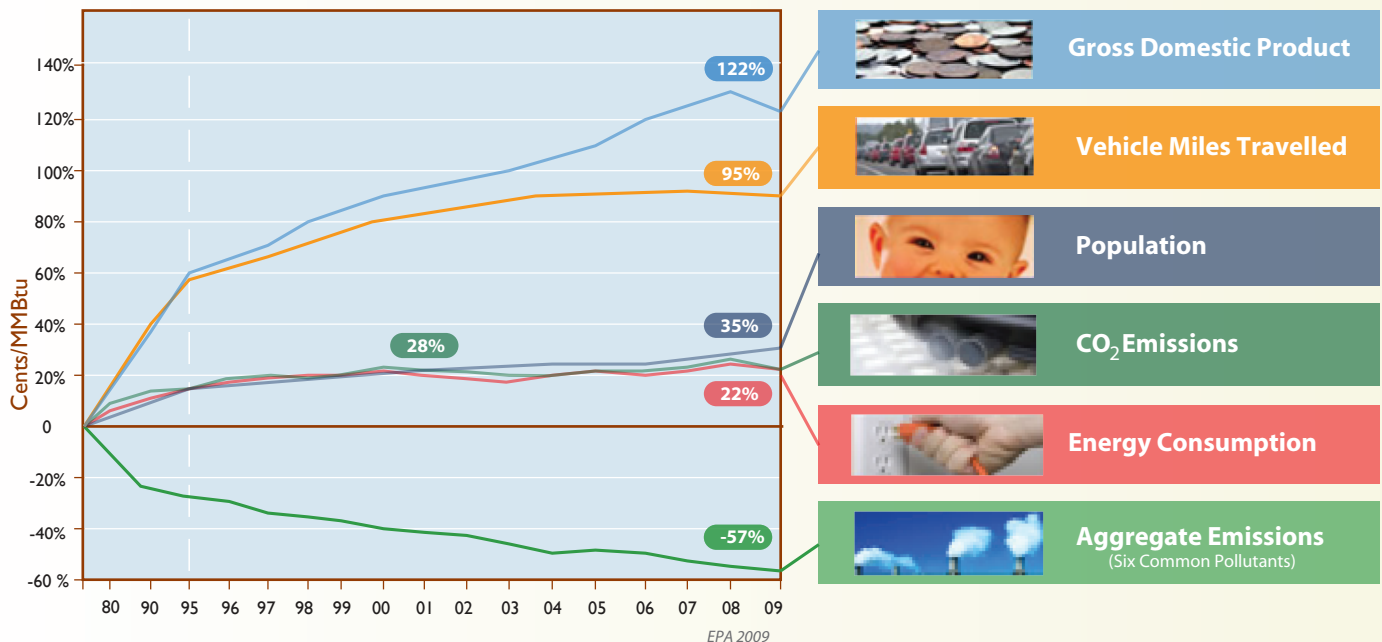 Cents/MMBtu
140%
120%
100%
80%
60%
40%
20%
0
-20%
-40%
-60 %
80 90 95 96 97 98 99 00 01 02 03 04 05 06 07 08 09
122%
95%
35%
28%
22%
-57%
Gross Domestic Product
Vehicle Miles Travelled
Population
CO2 Emissions
Energy Consumption
Aggregate Emissions
(Six Common Pollutants)
EPA 2009